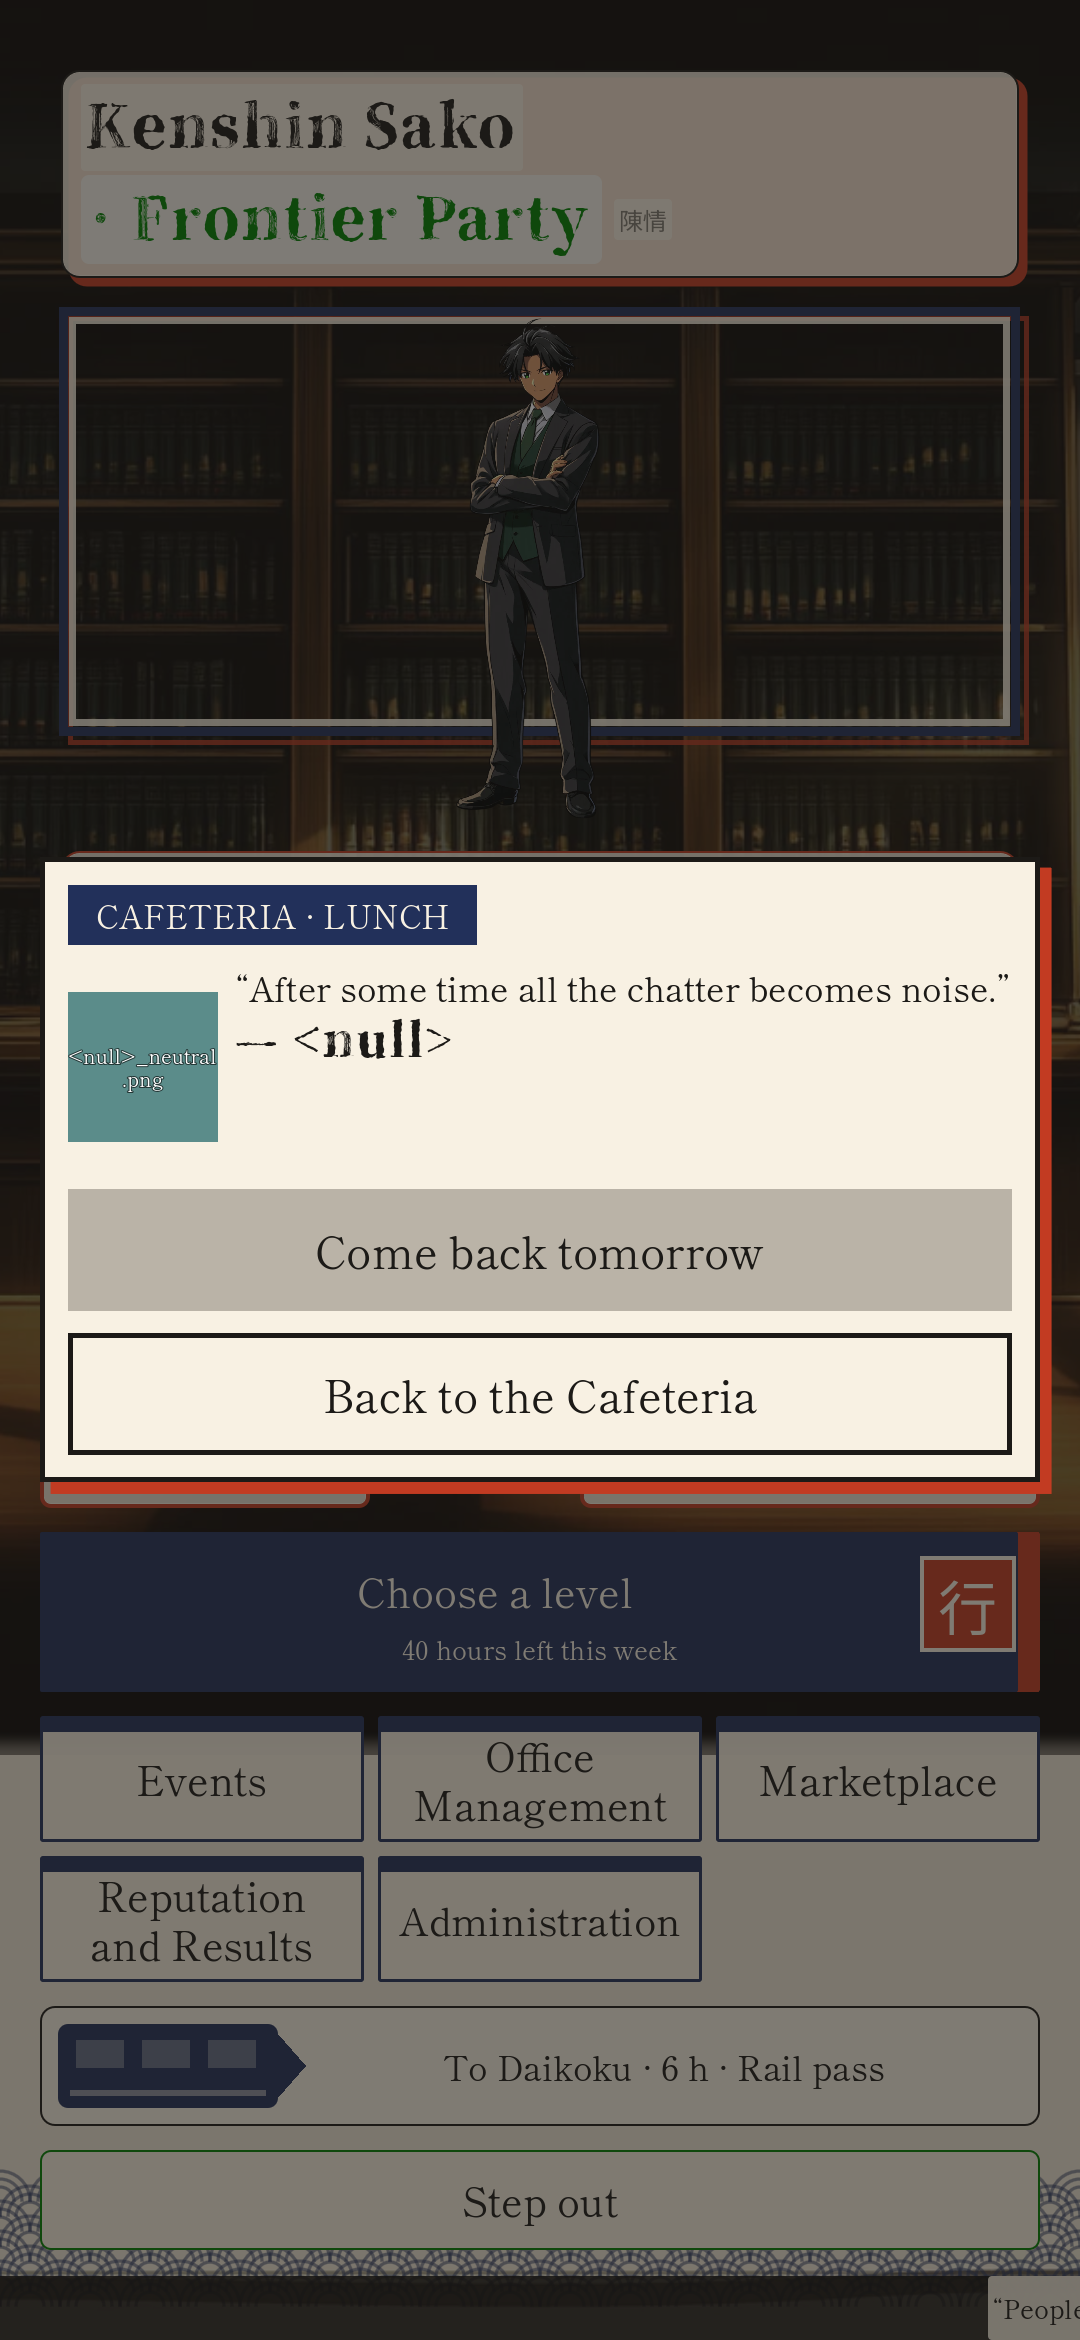 Kenshin Sako
· Frontier Party 陳情
CAFETERIA · LUNCH
“After some time all the chatter becomes noise.”
— <null>
<null>_neutral
.png
Come back tomorrow
Back to the Cafeteria
Choose a level
40 hours left this week
行
Events
Office
Management
Marketplace
Reputation
and Results
Administration
To Daikoku · 6 h · Rail pass
Step out
“People